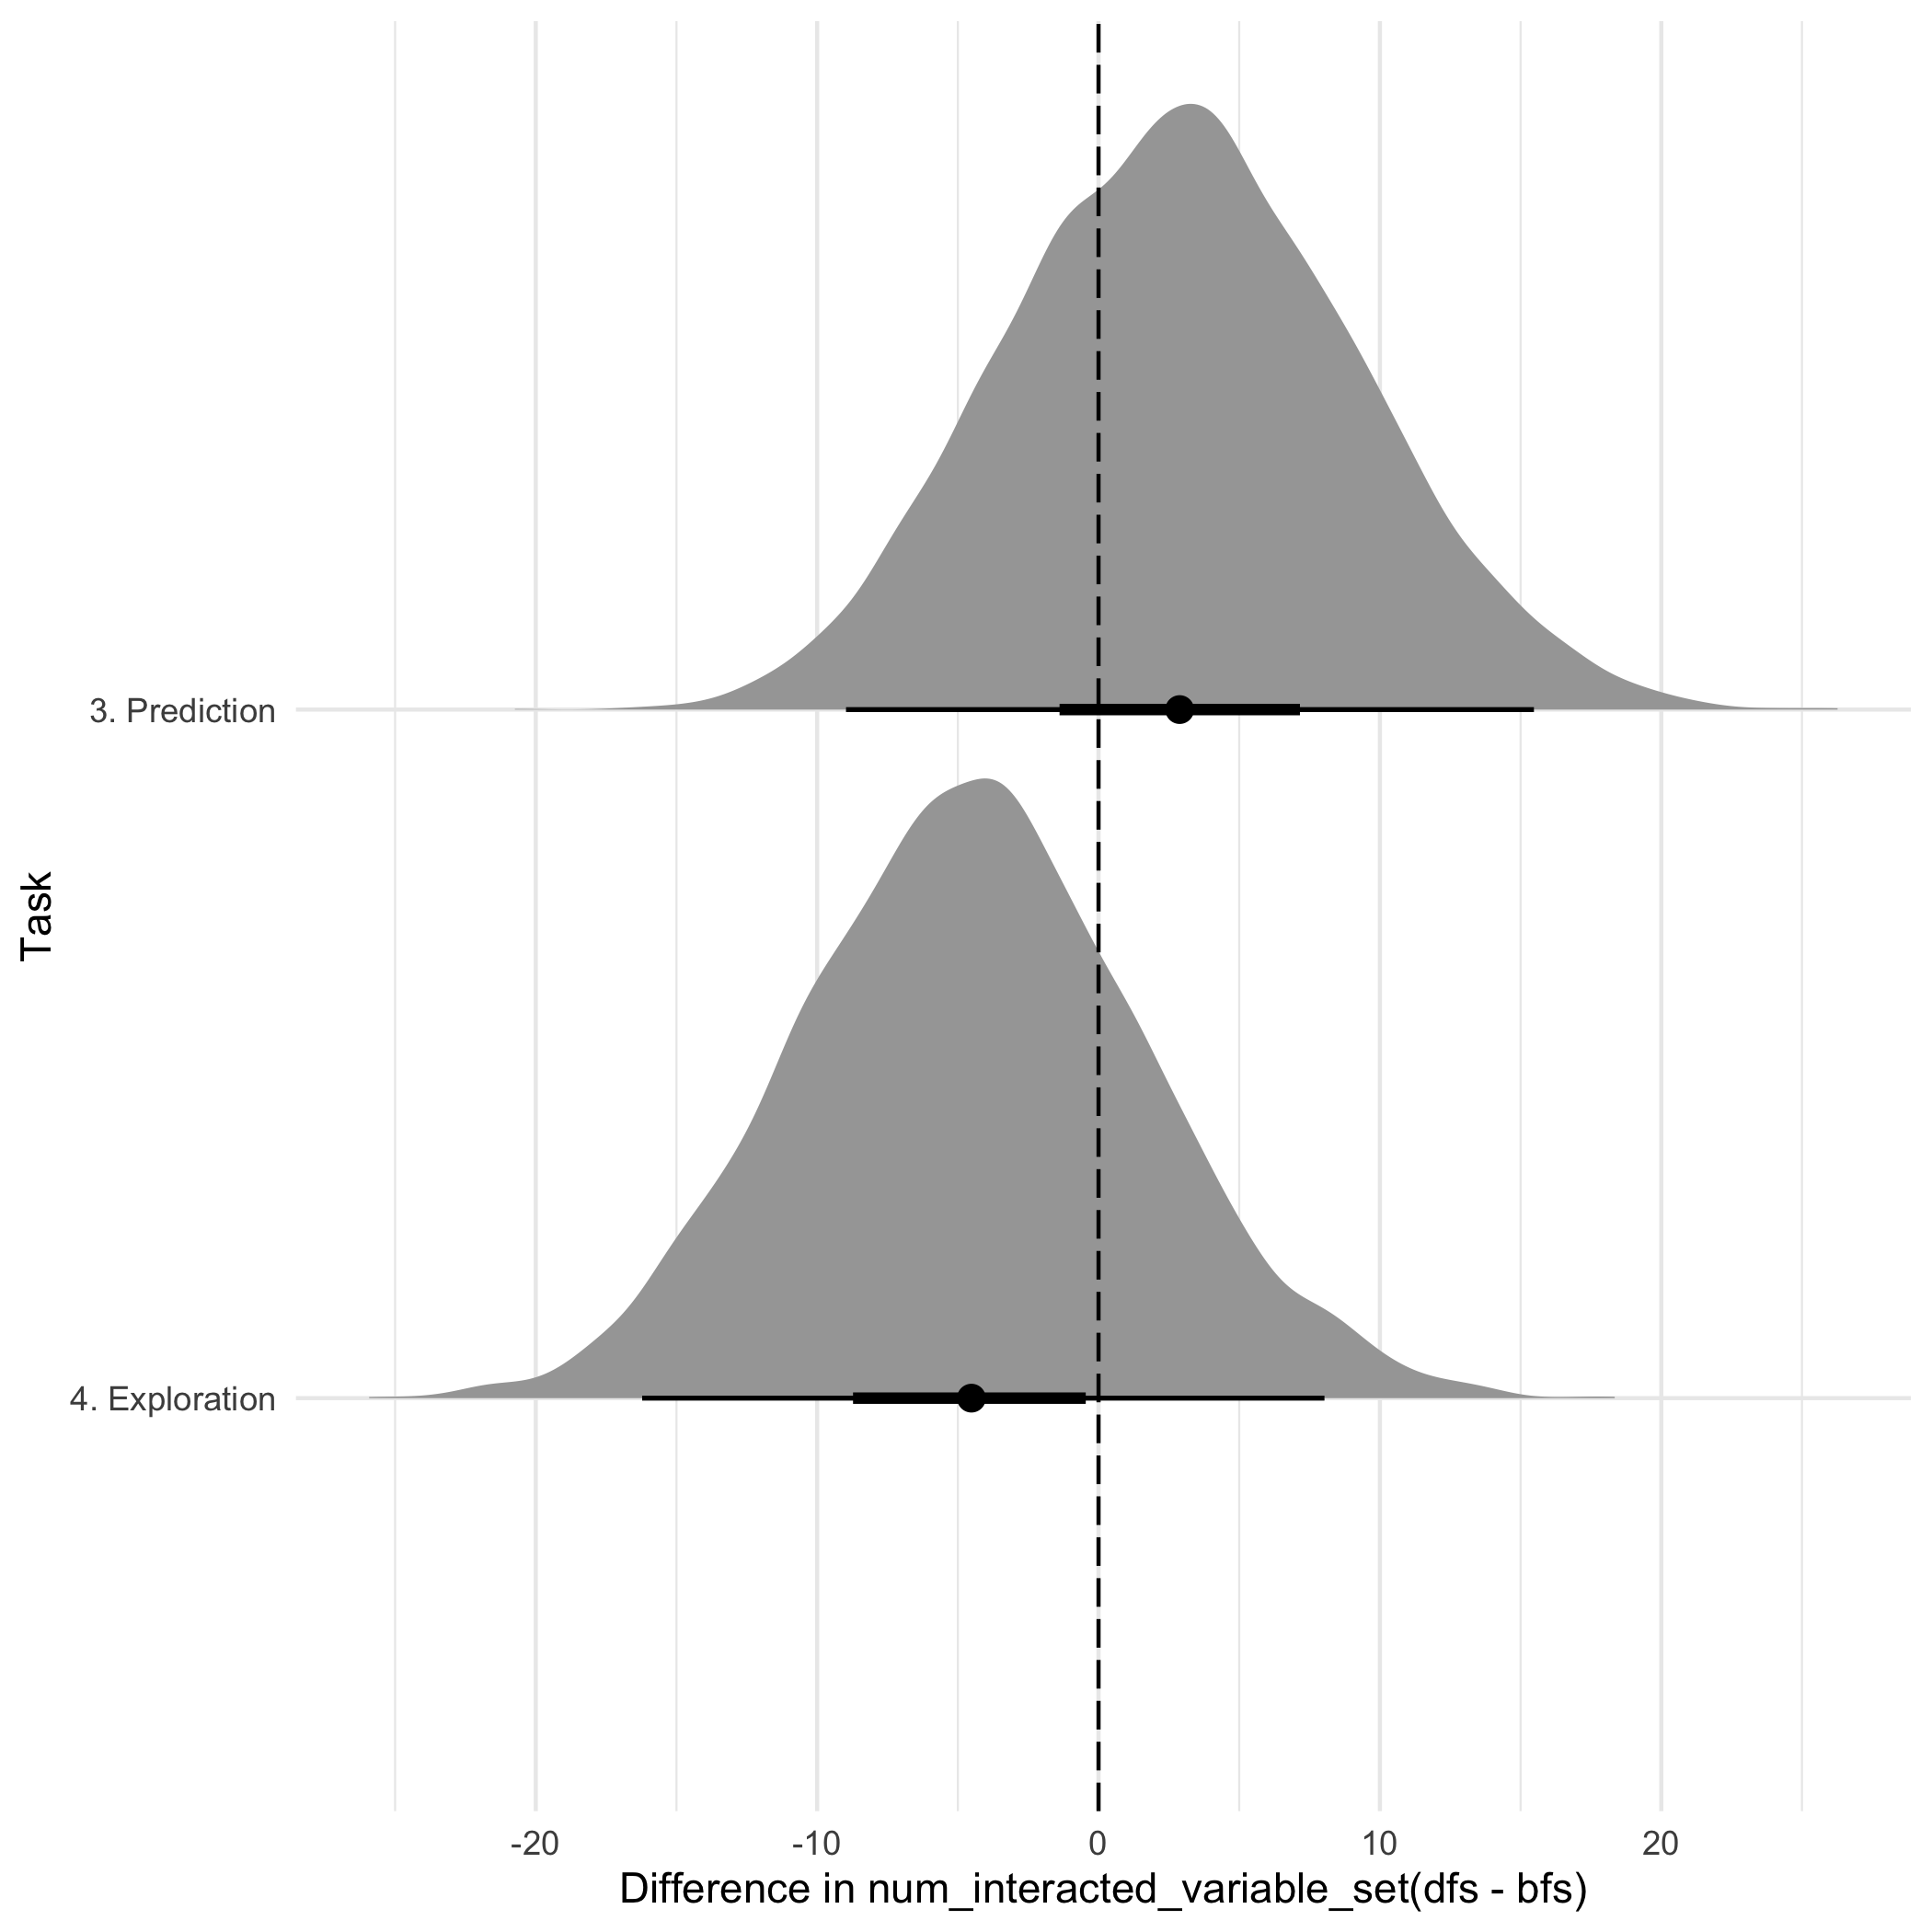 3. Prediction
Task
4. Exploration
-20 -10 0 10 20
Difference in num_interacted_variable_set(dfs - bfs)